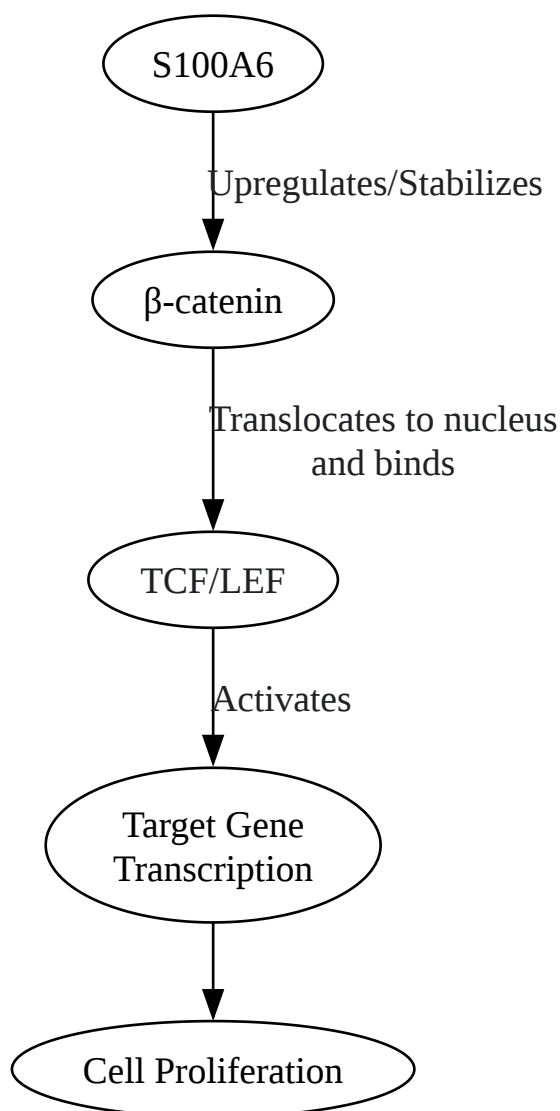 S100A6
Upregulates/Stabilizes
β-catenin
Translocates to nucleus
and binds
TCF/LEF
Activates
Target Gene
Transcription
Cell Proliferation